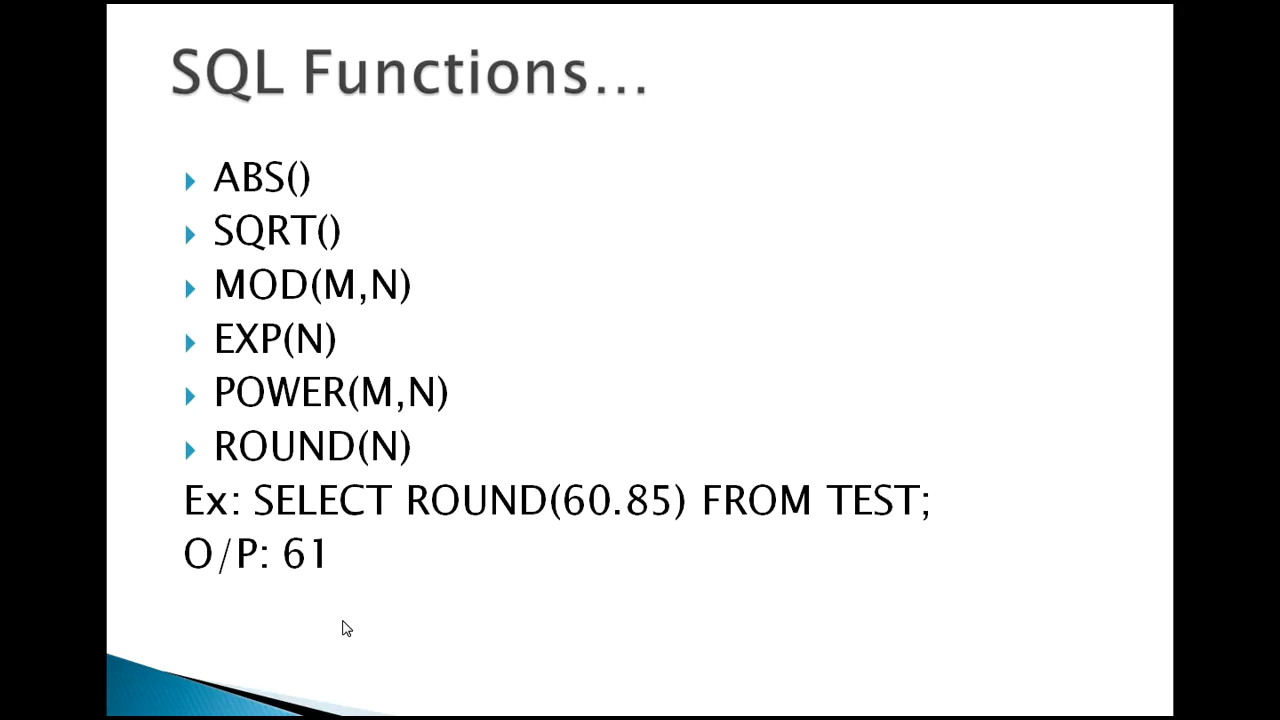 SQL Functions...
ABS()
SQRT()
MOD(M,N)
EXP(N)
POWER(M,N)
ROUND(N)
Ex: SELECT ROUND(60.85) FROM TEST;
O/P: 61